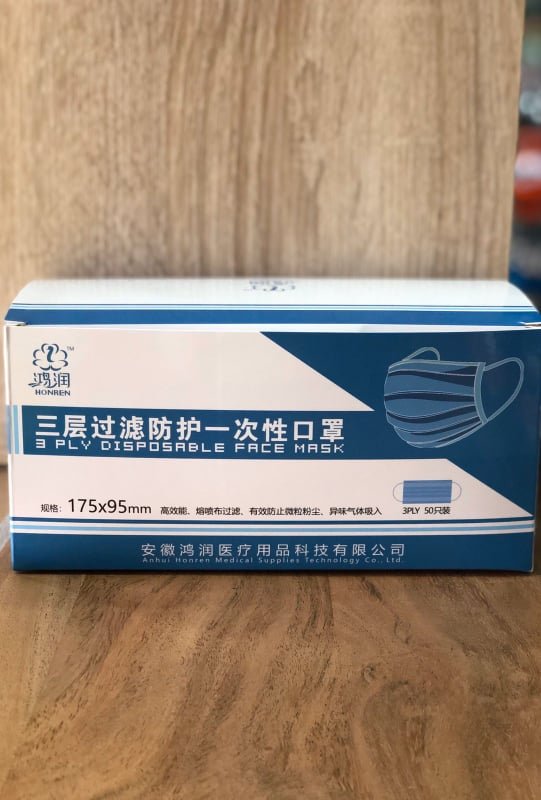 TM
鸿润
HONREN
三层过滤防护一次性口罩
3 PLY DISPOSABLE FACE MASK
规格：175x95mm 高效能、熔喷布过滤、有效防止微粒粉尘、异味气体吸入
3PLY 50只装
安徽鸿润医疗用品科技有限公司
Anhui Honren Medical Supplies Technology Co., Ltd.